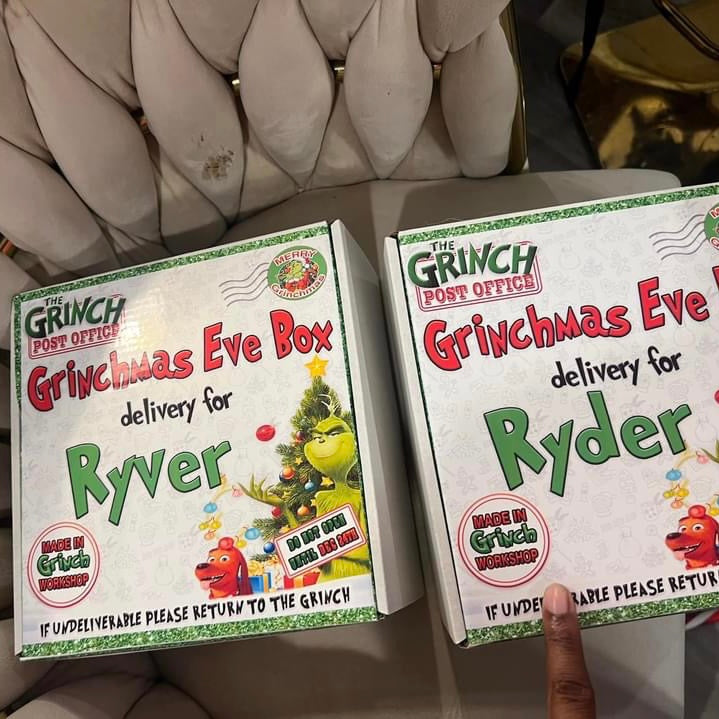 THE
GRINCH
POST OFFICE
MERRY
Grinchmas
Grinchmas Eve Box
delivery for
Ryver
MADE IN
Grinch
WORKSHOP
DO NOT OPEN
UNTIL DEC 24TH
IF UNDELIVERABLE PLEASE RETURN TO THE GRINCH
THE
GRINCH
POST OFFICE
Grinchmas Eve
delivery for
Ryder
MADE IN
Grinch
WORKSHOP
IF UNDE RABLE PLEASE RETUR